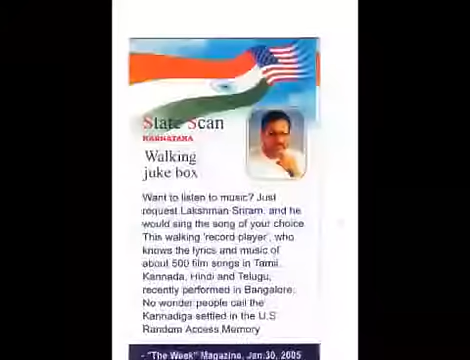 State Scan
KARNATAKA
Walking
juke box
Want to listen to music? Just
request Lakshman Sriram, and he
would sing the song of your choice.
This walking 'record player', who
knows the lyrics and music of
about 500 film songs in Tamil,
Kannada, Hindi and Telugu,
recently performed in Bangalore.
No wonder people call the
Kannadiga settled in the U.S
Random Access Memory
- "The Week" Magazine, Jan.30, 2005